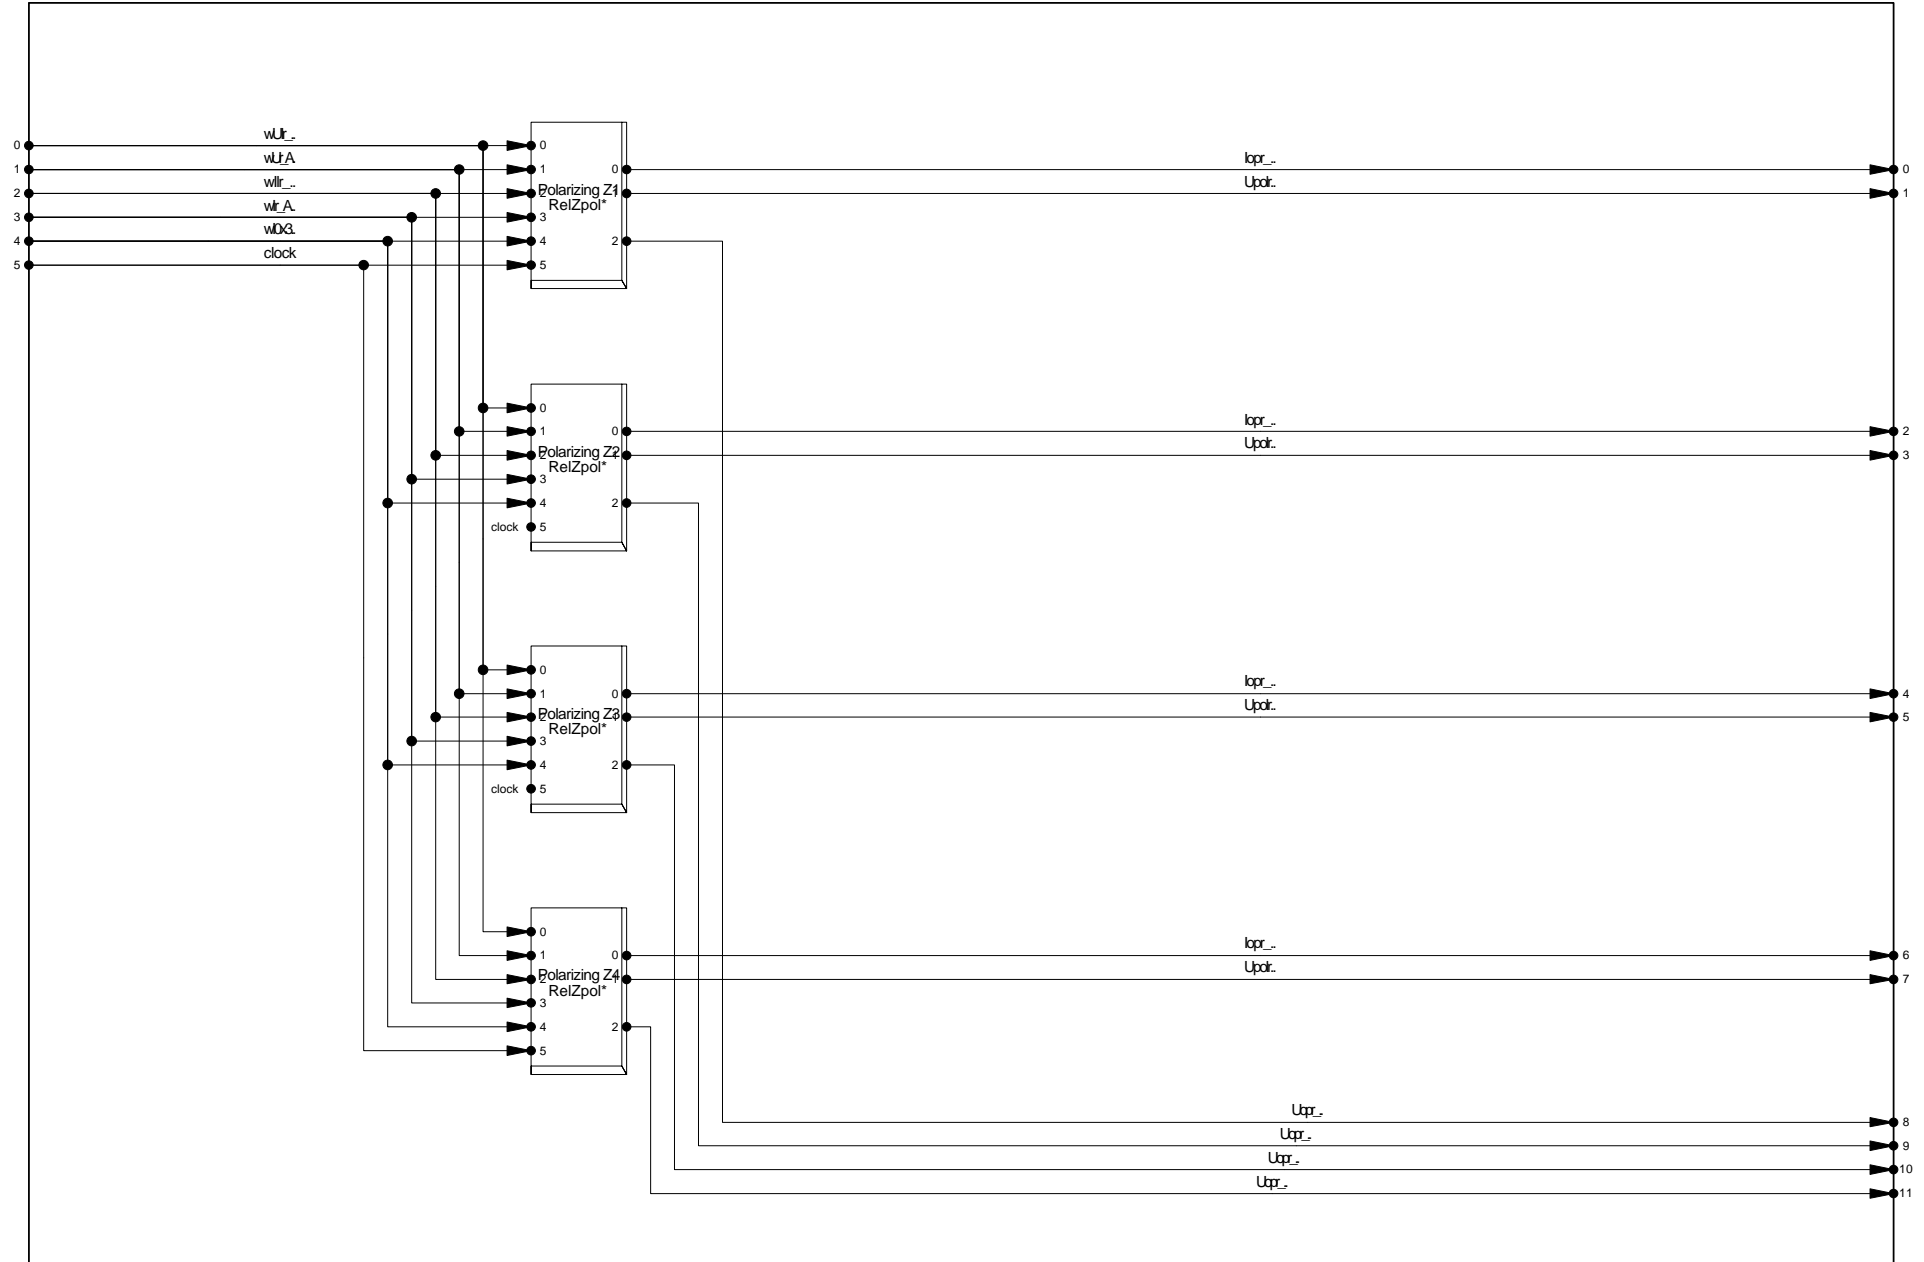 0 wUlr_.. 0
1 wUr_A.. 1 0 Iopr_.. 0
2 wIlr_.. 2 Polarizing Z1 1 Upolr.. 1
RelZpol*
3 wIr_A.. 3
4 wI0x3.. 4 2
5 clock 5
0
1 0 Iopr_.. 2
2 Polarizing Z2 1 Upolr.. 3
RelZpol*
3
4 2
clock 5
0
1 0 Iopr_.. 4
2 Polarizing Z3 1 Upolr.. 5
RelZpol*
3
4 2
clock 5
0
1 0 Iopr_.. 6
2 Polarizing Z4 1 Upolr.. 7
RelZpol*
3
4 2
5
Uopr_.. 8
Uopr_.. 9
Uopr_.. 10
Uopr_.. 11